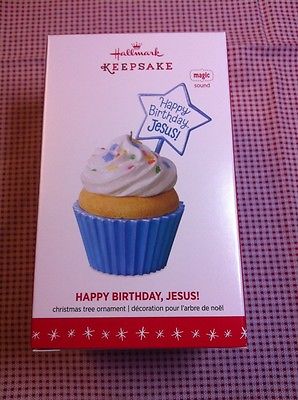 Hallmark
KEEPSAKE
magic
sound
Happy
Birthday,
Jesus!
HAPPY BIRTHDAY, JESUS!
christmas tree ornament | décoration pour l'arbre de noël